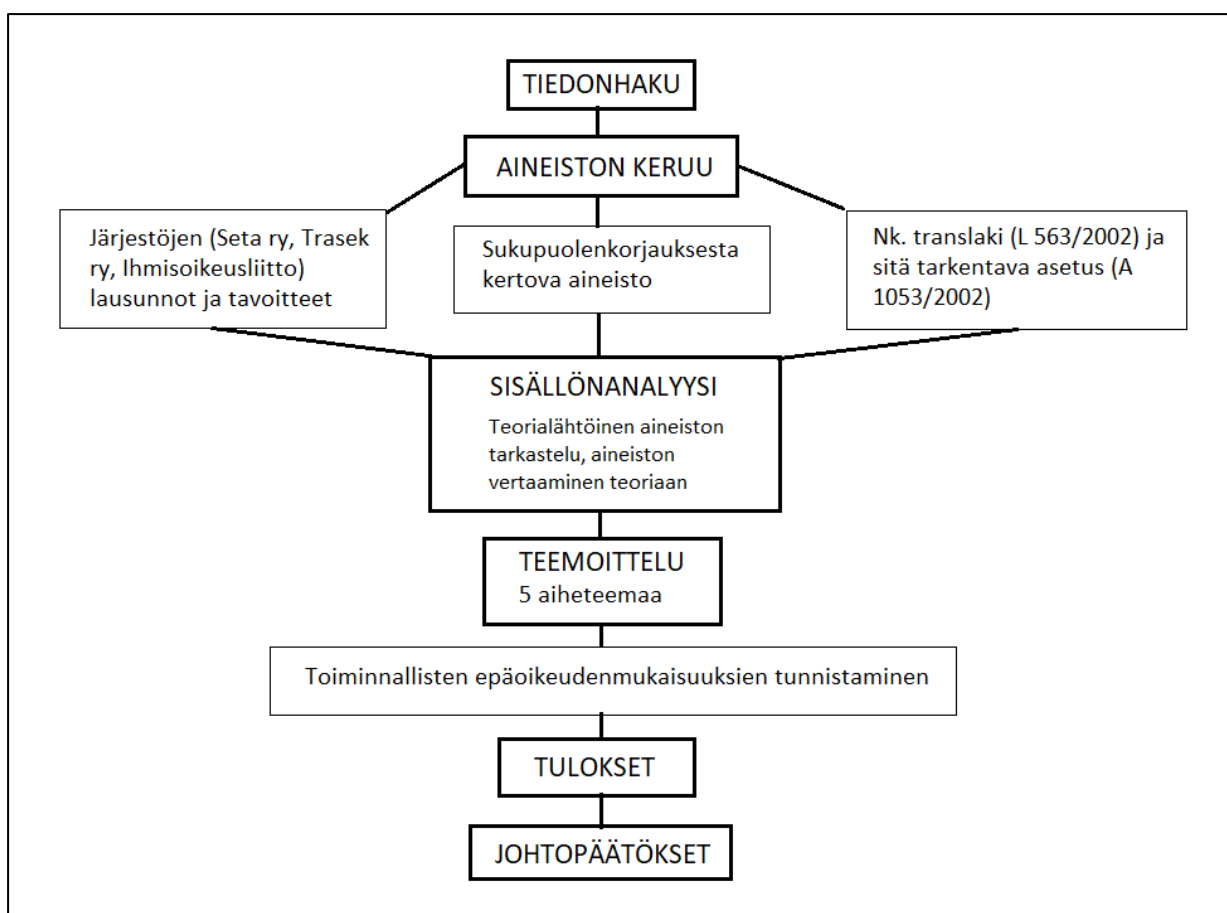 TIEDONHAKU
AINEISTON KERUU
Järjestöjen (Seta ry, Trasek
ry, Ihmisoikeusliitto)
lausunnot ja tavoitteet
Sukupuolenkorjauksesta
kertova aineisto
Nk. translaki (L 563/2002) ja
sitä tarkentava asetus (A
1053/2002)
SISÄLLÖNANALYYSI
Teorialähtöinen aineiston
tarkastelu, aineiston
vertaaminen teoriaan
TEEMOITTELU
5 aiheteemaa
Toiminnallisten epäoikeudenmukaisuuksien tunnistaminen
TULOKSET
JOHTOPÄÄTÖKSET